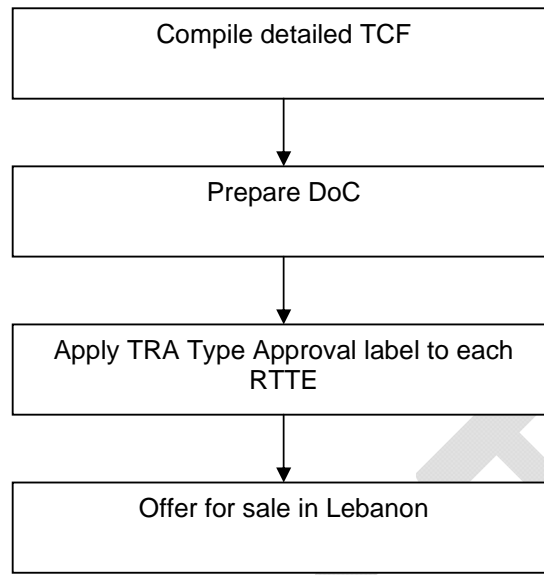 Compile detailed TCF
Prepare DoC
Apply TRA Type Approval label to each
RTTE
Offer for sale in Lebanon